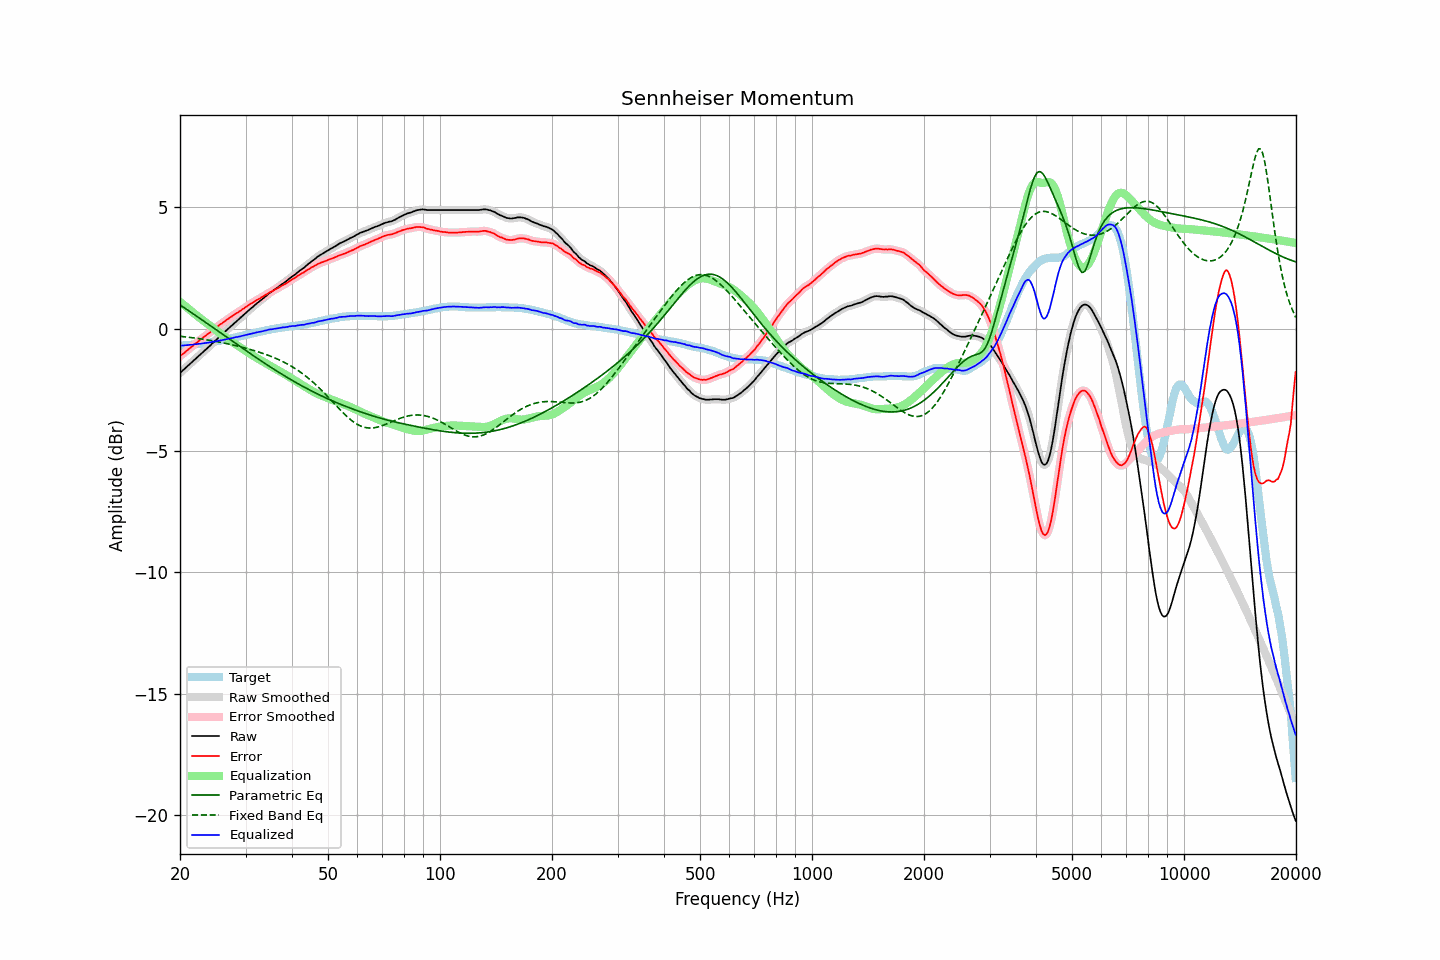 Sennheiser Momentum
Amplitude (dBr)
5
0
−5
−10
−15
−20
Target
Raw Smoothed
Error Smoothed
Raw
Error
Equalization
Parametric Eq
Fixed Band Eq
Equalized
20 50 100 200 500 1000 2000 5000 10000 20000
Frequency (Hz)